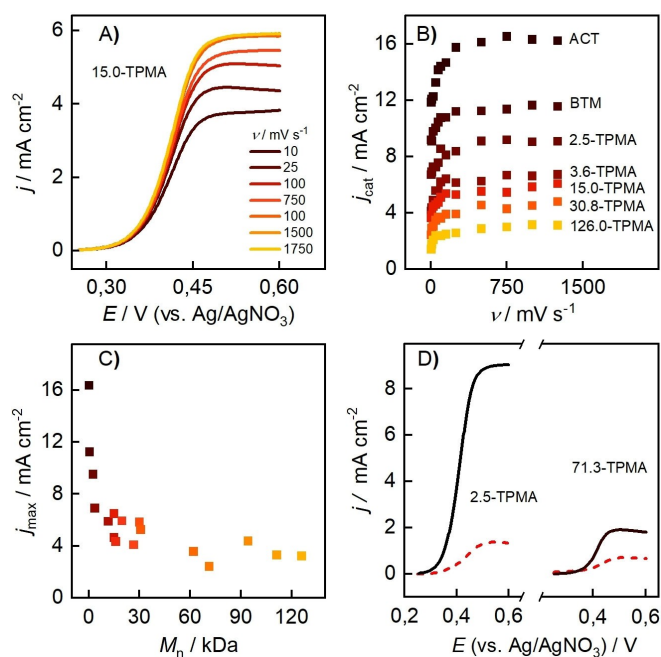 A)
15.0-TPMA
ν / mV s⁻¹
10
25
100
750
100
1500
1750
j / mA cm⁻²
6
4
2
0
0,30 0,45 0,60
E / V (vs. Ag/AgNO₃)
B)
ACT
BTM
2.5-TPMA
3.6-TPMA
15.0-TPMA
30.8-TPMA
126.0-TPMA
j_cat / mA cm⁻²
16
12
8
4
0
0 750 1500
ν / mV s⁻¹
C)
j_max / mA cm⁻²
16
12
8
4
0
0 30 60 90 120
M_n / kDa
D)
71.3-TPMA
2.5-TPMA
j / mA cm⁻²
8
6
4
2
0
0,2 0,4 0,6 0,4 0,6
E (vs. Ag/AgNO₃) / V